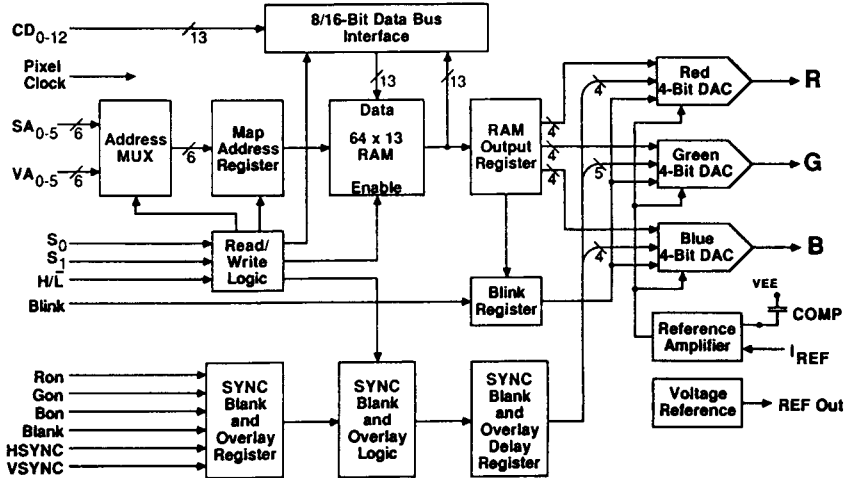 CD0-12
13
8/16-Bit Data Bus
Interface
Pixel
Clock
13
13
SA0-5
6
VA0-5
6
Address
MUX
6
Map
Address
Register
Data
64 x 13
RAM
Enable
RAM
Output
Register
4
4
4
4
5
4
Red
4-Bit DAC
R
Green
4-Bit DAC
G
Blue
4-Bit DAC
B
S0
S1
H/L̅
Blink
Read/
Write
Logic
Blink
Register
VEE
COMP
Reference
Amplifier
IREF
Voltage
Reference
REF Out
Ron
Gon
Bon
Blank
HSYNC
VSYNC
SYNC
Blank
and
Overlay
Register
SYNC
Blank
and
Overlay
Logic
SYNC
Blank
and
Overlay
Delay
Register